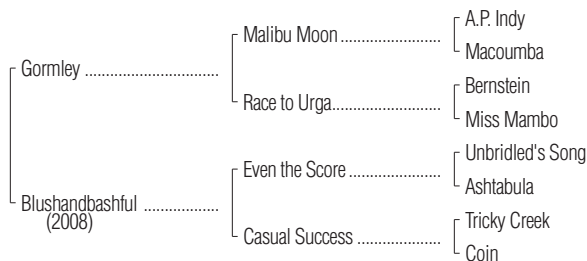 A.P. Indy
Malibu Moon
Macoumba
Gormley
Bernstein
Race to Urga
Miss Mambo
Unbridled's Song
Even the Score
Ashtabula
Blushandbashful
(2008)
Tricky Creek
Casual Success
Coin